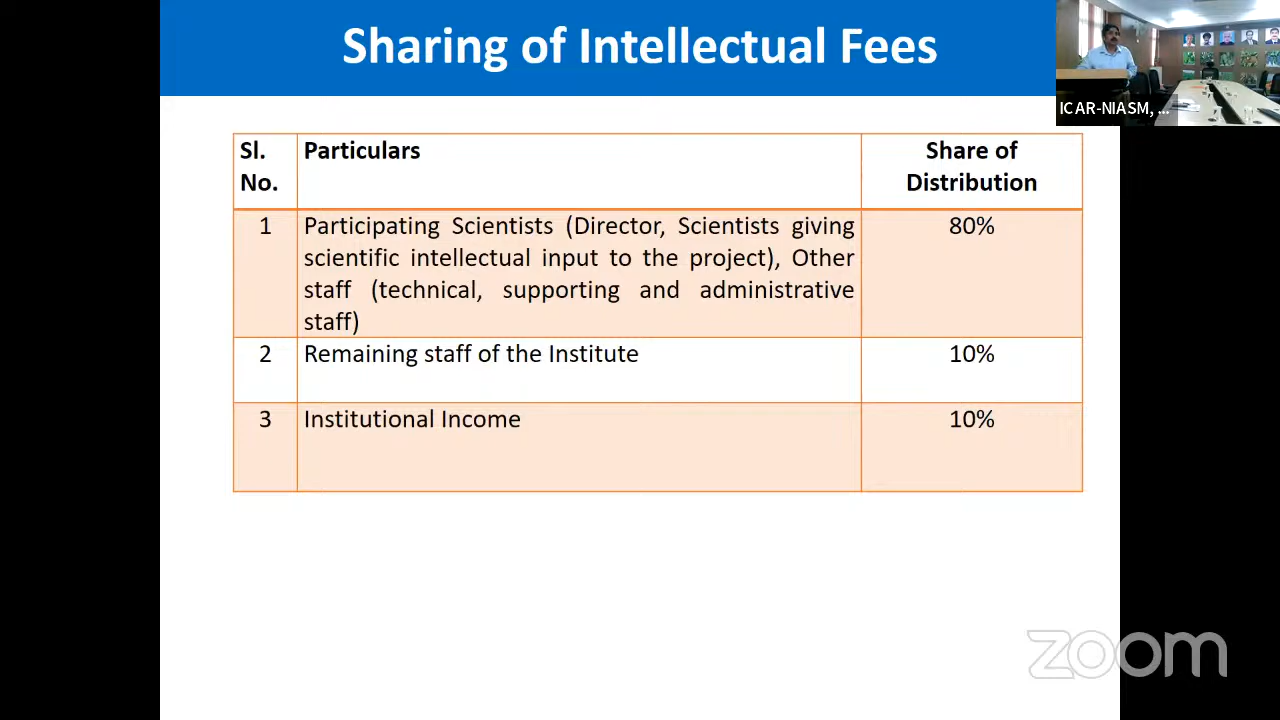 Sharing of Intellectual Fees
ICAR-NIASM, ...
Sl. No.
Particulars
Share of Distribution
1
Participating Scientists (Director, Scientists giving
scientific intellectual input to the project), Other
staff (technical, supporting and administrative
staff)
80%
2
Remaining staff of the Institute
10%
3
Institutional Income
10%
zoom